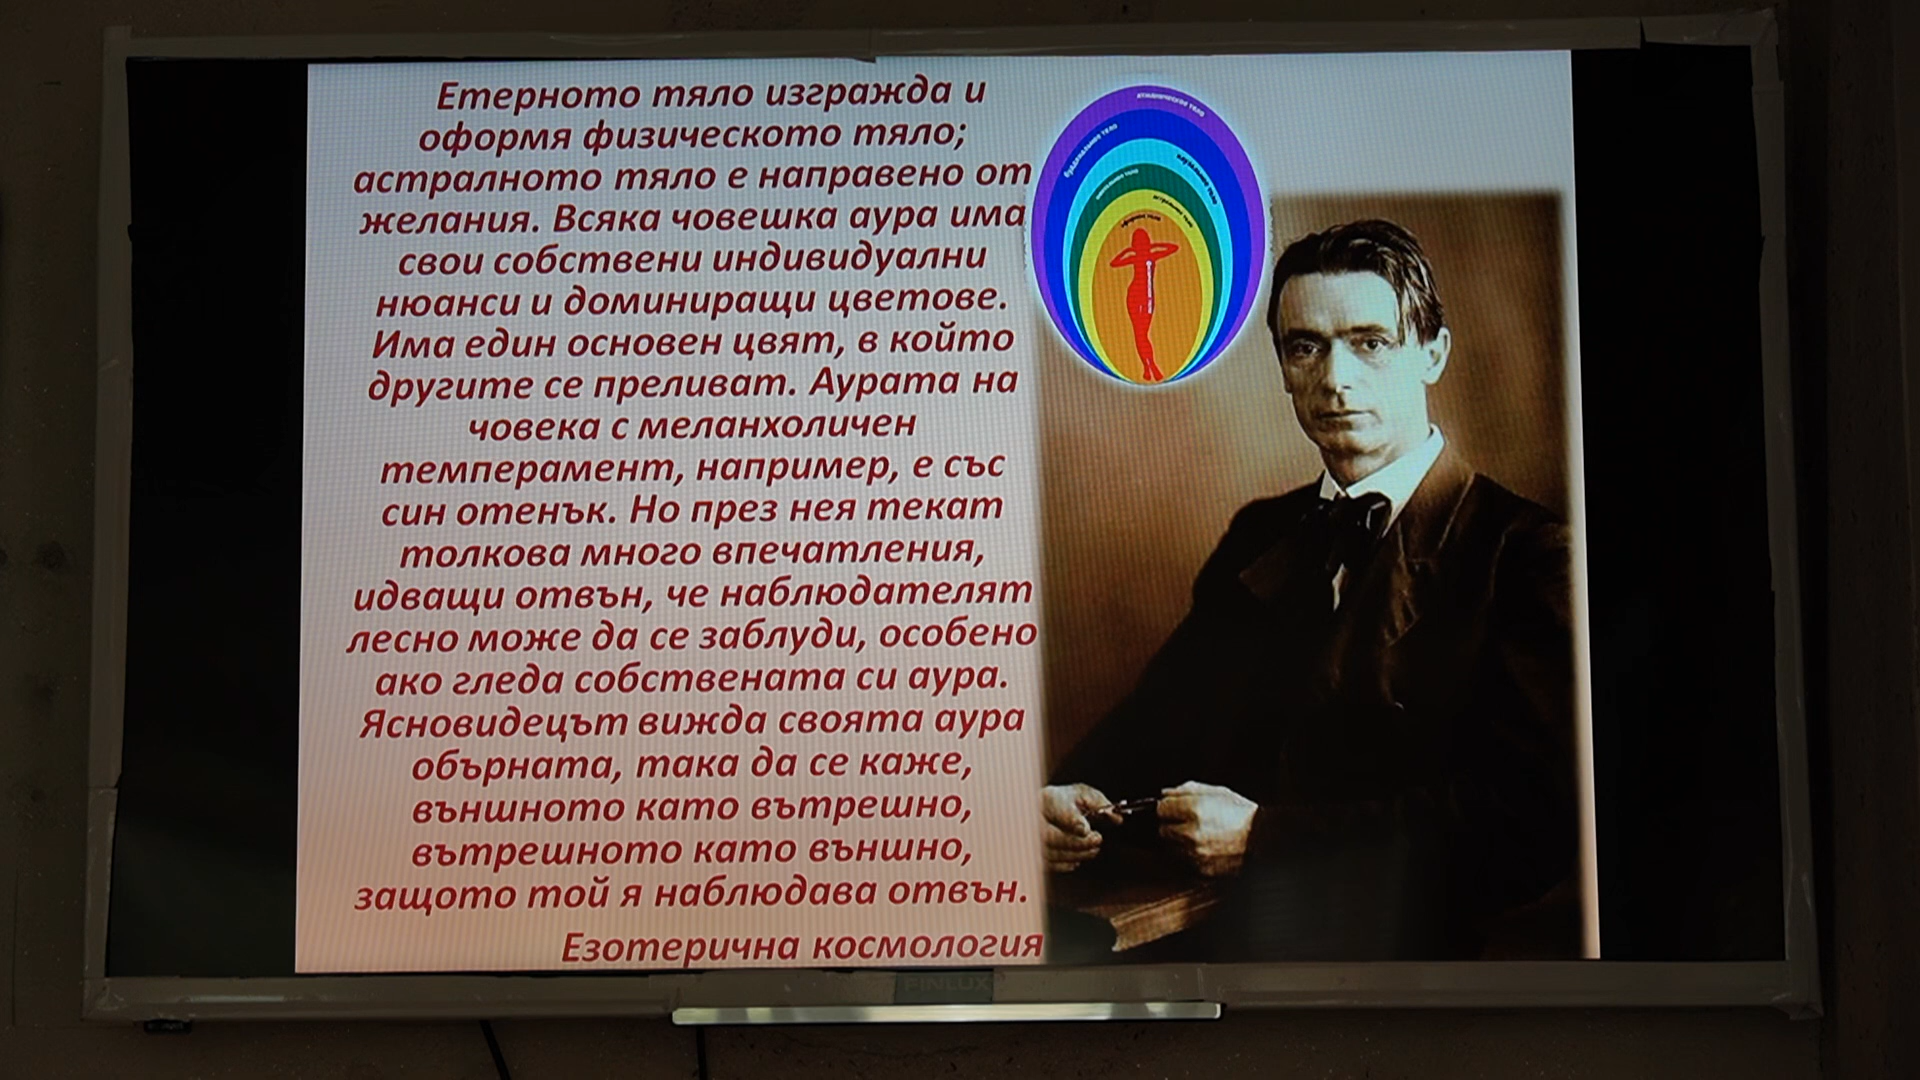 Етерното тяло изгражда и
оформя физическото тяло;
астралното тяло е направено от
желания. Всяка човешка аура има
свои собствени индивидуални
нюанси и доминиращи цветове.
Има един основен цвят, в който
другите се преливат. Аурата на
човека с меланхоличен
темперамент, например, е със
син отенък. Но през нея текат
толкова много впечатления,
идващи отвън, че наблюдателят
лесно може да се заблуди, особено
ако гледа собствената си аура.
Ясновидецът вижда своята аура
обърната, така да се каже,
външното като вътрешно,
вътрешното като външно,
защото той я наблюдава отвън.
Езотерична космология
FINLUX